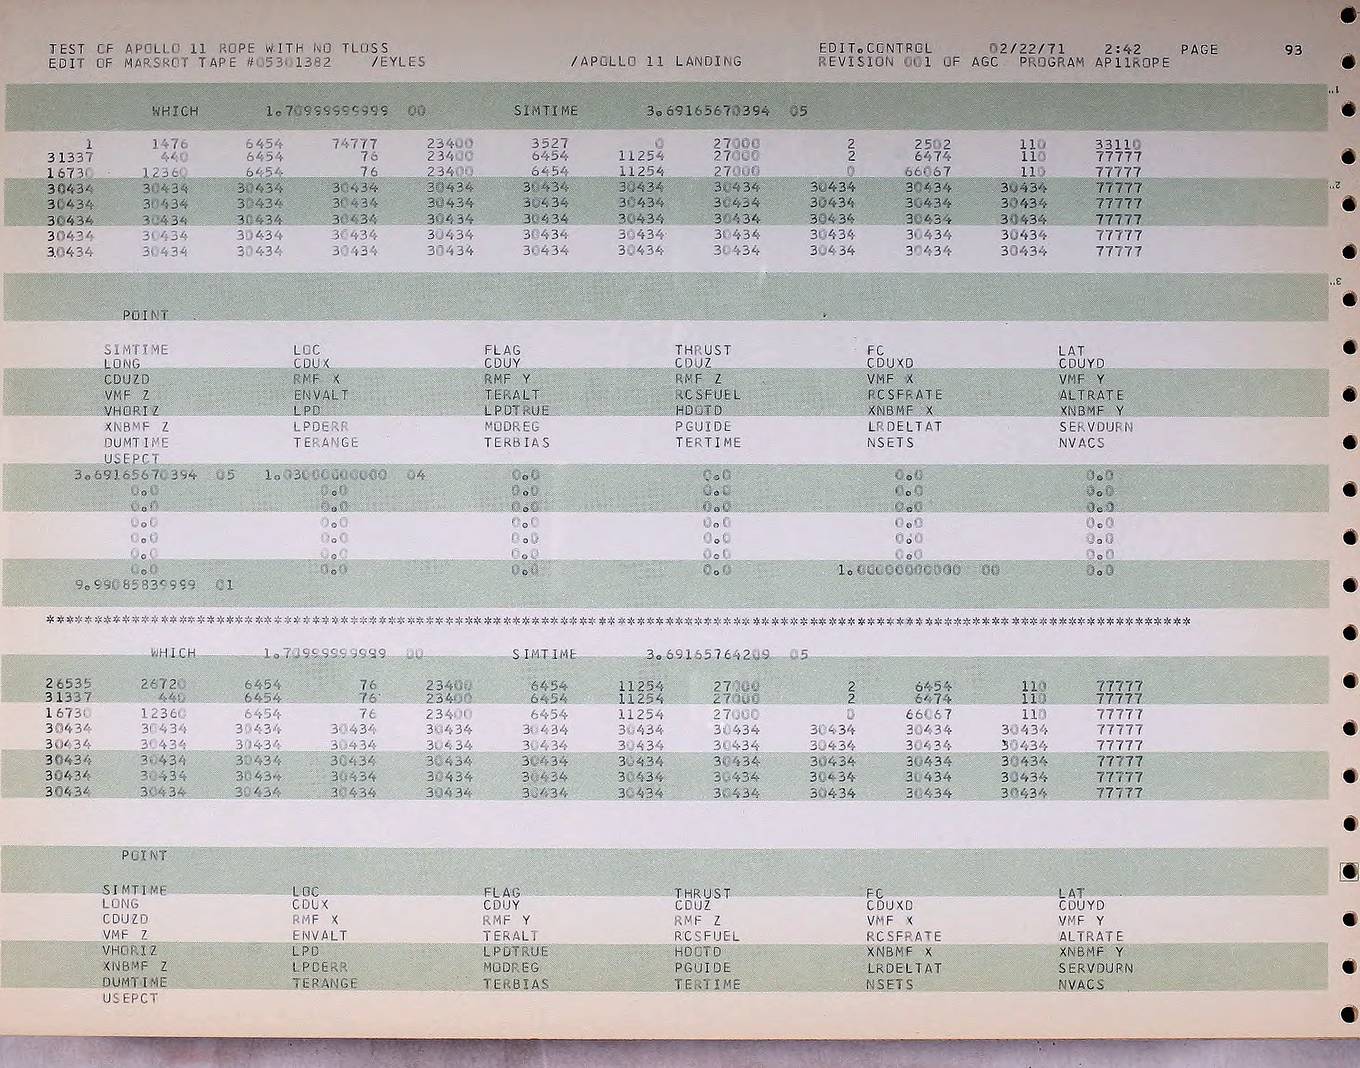 TEST OF APOLLO 11 ROPE WITH NO TLOSS EDIT.CONTROL 02/22/71 2:42 PAGE 93
EDIT OF MARSROT TAPE #05301382 /EYLES /APOLLO 11 LANDING REVISION 001 OF AGC PROGRAM AP11ROPE
WHICH 1.70999999999 00 SIMTIME 3.69165670394 05
1 1476 6454 74777 23400 3527 0 27000 2 2502 110 33110
31337 440 6454 76 23400 6454 11254 27000 2 6474 110 77777
16730 12360 6454 76 23400 6454 11254 27000 0 66067 110 77777
30434 30434 30434 30434 30434 30434 30434 30434 30434 30434 30434 77777
30434 30434 30434 30434 30434 30434 30434 30434 30434 30434 30434 77777
30434 30434 30434 30434 30434 30434 30434 30434 30434 30434 30434 77777
30434 30434 30434 30434 30434 30434 30434 30434 30434 30434 30434 77777
30434 30434 30434 30434 30434 30434 30434 30434 30434 30434 30434 77777
POINT
SIMTIME LOC FLAG THRUST FC LAT
LONG CDUX CDUY CDUZ CDUXD CDUYD
CDUZD RMF X RMF Y RMF Z VMF X VMF Y
VMF Z ENVALT TERALT RCSFUEL RCSFRATE ALTRATE
VHORIZ LPD LPDTRUE HDOTD XNBMF X XNBMF Y
XNBMF Z LPDERR MODREG PGUIDE LRDELTAT SERVDURN
DUMTIME TERANGE TERBIAS TERTIME NSETS NVACS
USEPCT
3.69165670394 05 1.03000000000 04 0.0 0.0 0.0 0.0
0.0 0.0 0.0 0.0 0.0 0.0
0.0 0.0 0.0 0.0 0.0 0.0
0.0 0.0 0.0 0.0 0.0 0.0
0.0 0.0 0.0 0.0 0.0 0.0
0.0 0.0 0.0 0.0 0.0 0.0
0.0 0.0 0.0 0.0 1.00000000000 00 0.0
9.99085839999 01
************************************************************************************************************************
WHICH 1.70999999999 00 SIMTIME 3.69165764209 05
26535 26720 6454 76 23400 6454 11254 27000 2 6454 110 77777
31337 440 6454 76 23400 6454 11254 27000 2 6474 110 77777
16730 12360 6454 76 23400 6454 11254 27000 0 66067 110 77777
30434 30434 30434 30434 30434 30434 30434 30434 30434 30434 30434 77777
30434 30434 30434 30434 30434 30434 30434 30434 30434 30434 30434 77777
30434 30434 30434 30434 30434 30434 30434 30434 30434 30434 30434 77777
30434 30434 30434 30434 30434 30434 30434 30434 30434 30434 30434 77777
30434 30434 30434 30434 30434 30434 30434 30434 30434 30434 30434 77777
POINT
SIMTIME LOC FLAG THRUST FC LAT
LONG CDUX CDUY CDUZ CDUXD CDUYD
CDUZD RMF X RMF Y RMF Z VMF X VMF Y
VMF Z ENVALT TERALT RCSFUEL RCSFRATE ALTRATE
VHORIZ LPD LPDTRUE HDOTD XNBMF X XNBMF Y
XNBMF Z LPDERR MODREG PGUIDE LRDELTAT SERVDURN
DUMTIME TERANGE TERBIAS TERTIME NSETS NVACS
USEPCT
1"
2"
3"